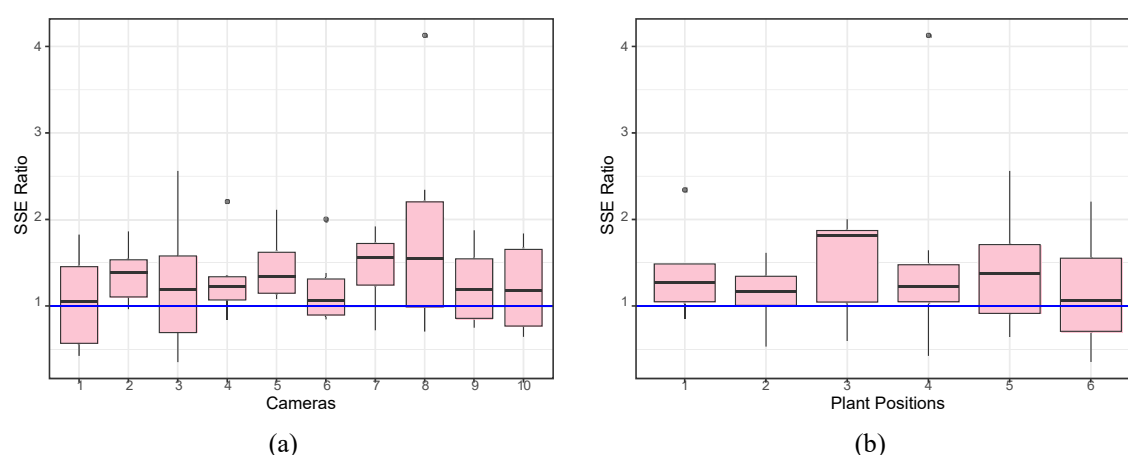 4
3
2
1
SSE Ratio
1 2 3 4 5 6 7 8 9 10
Cameras
(a)
4
3
2
1
SSE Ratio
1 2 3 4 5 6
Plant Positions
(b)